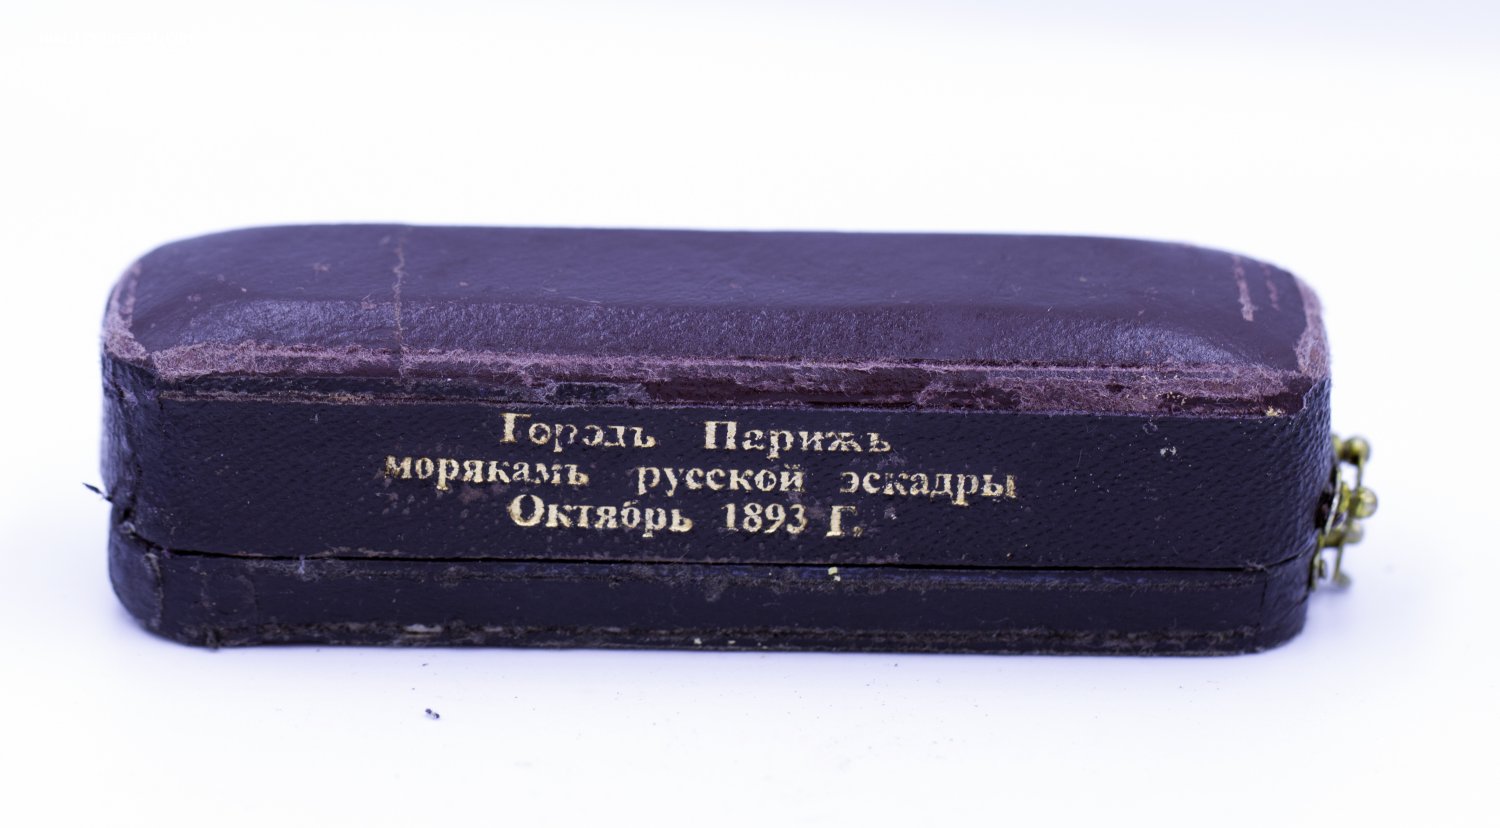 Городъ Парижъ
морякамъ русской эскадры
Октябрь 1893 Г.